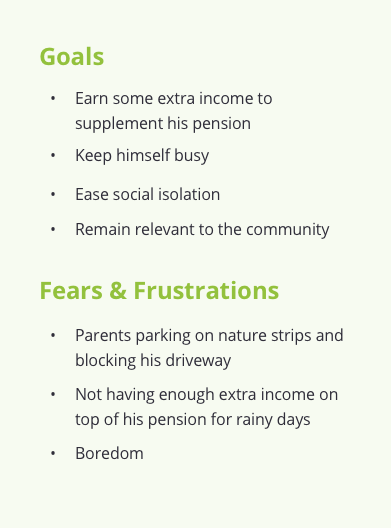 Goals
• Earn some extra income to
supplement his pension
• Keep himself busy
• Ease social isolation
• Remain relevant to the community
Fears & Frustrations
• Parents parking on nature strips and
blocking his driveway
• Not having enough extra income on
top of his pension for rainy days
• Boredom